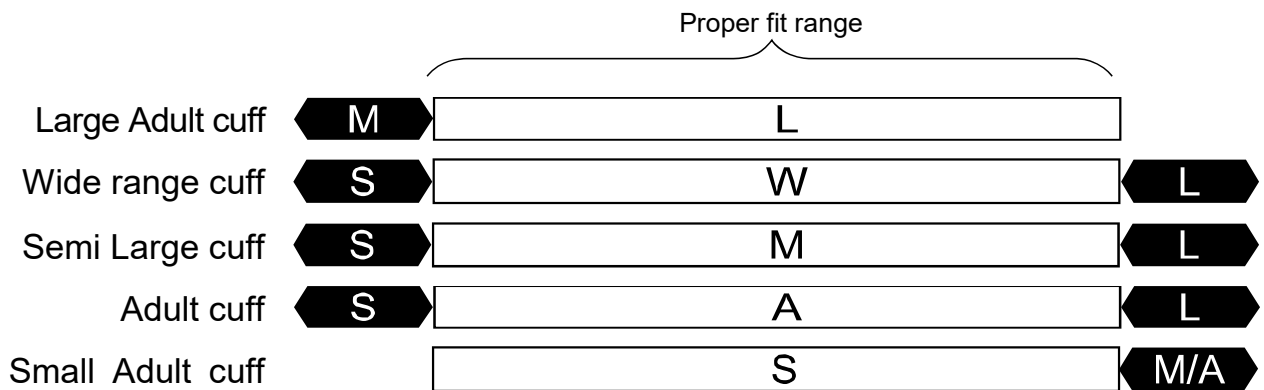 Proper fit range
Large Adult cuff M L
Wide range cuff S W L
Semi Large cuff S M L
Adult cuff S A L
Small Adult cuff S M/A